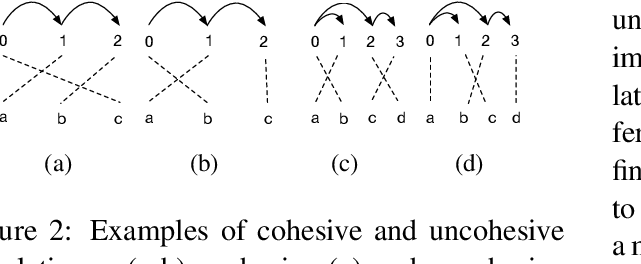 0 1 2 0 1 2 0 1 2 3 0 1 2 3
a b c a b c a b c d a b c d
(a) (b) (c) (d)
ure 2: Examples of cohesive and uncohesive
un
im
lat
fer
fin
to
a